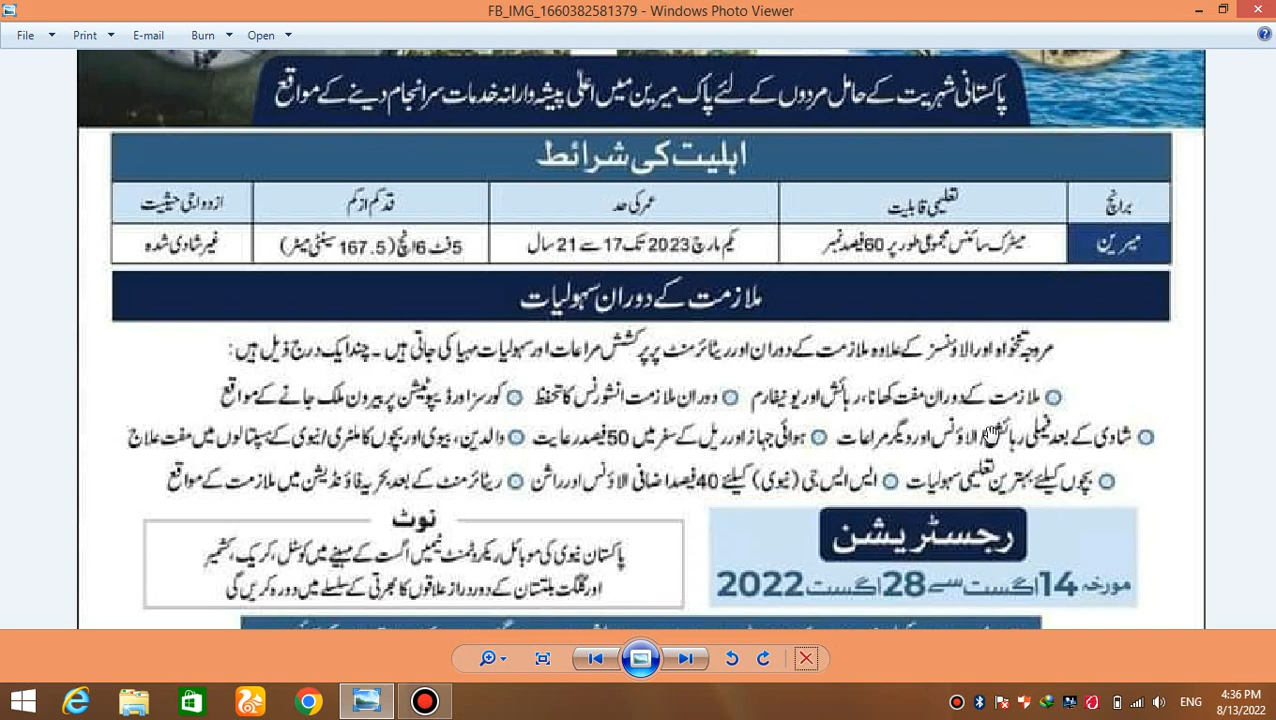 FB_IMG_1660382581379 - Windows Photo Viewer
File Print E-mail Burn Open
پاکستانی شہریت کے حامل مردوں کے لئے پاک میرین میں اعلٰی پیشہ وارانہ خدمات سرانجام دینے کے مواقع
اہلیت کی شرائط
برانچ تعلیمی قابلیت عمر کی حد قد کم از کم ازدواجی حیثیت
میرین میٹرک سائنس مجموعی طور پر 60 فیصد نمبر یکم مارچ 2023 تک 17 سے 21 سال 5 فٹ 6 انچ (167.5 سینٹی میٹر) غیر شادی شدہ
ملازمت کے دوران سہولیات
مروجہ تنخواہ اور الاؤنسز کے علاوہ ملازمت کے دوران اور ریٹائرمنٹ پر پرکشش مراعات اور سہولیات مہیا کی جاتی ہیں۔ چند ایک درج ذیل ہیں:
ملازمت کے دوران مفت کھانا، رہائش اور یونیفارم دوران ملازمت انشورنس کا تحفظ کورسز اور ڈیپوٹیشن پر بیرون ملک جانے کے مواقع
شادی کے بعد فیملی رہائش/الاؤنس اور دیگر مراعات ہوائی جہاز اور ریل کے سفر میں 50 فیصد رعایت والدین، بیوی اور بچوں کا ملٹری/نیوی کے ہسپتالوں میں مفت علاج
بچوں کیلئے بہترین تعلیمی سہولیات ایس ایس جی (نیوی) کیلئے 40 فیصد اضافی الاؤنس اور راشن ریٹائرمنٹ کے بعد بحریہ فاؤنڈیشن میں ملازمت کے مواقع
رجسٹریشن
مورخہ 14 اگست سے 28 اگست 2022
نوٹ
پاکستان نیوی کی موبائل ریکروٹمنٹ ٹیمیں اگست کے مہینے میں کوسٹل، کریک، کشمیر
اور گلگت بلتستان کے دور دراز علاقوں کا بھرتی کے سلسلے میں دورہ کریں گی
ENG
4:36 PM
8/13/2022